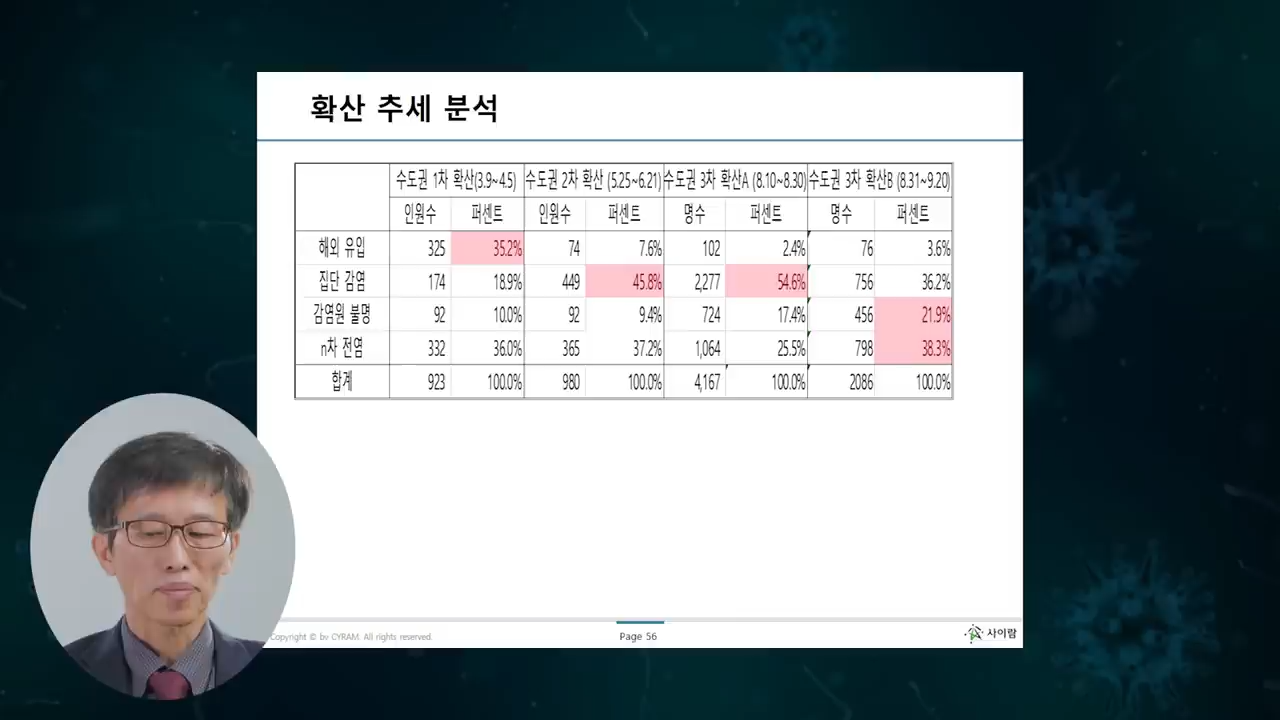 확산 추세 분석
수도권 1차 확산(3.9~4.5) 수도권 2차 확산 (5.25~6.21) 수도권 3차 확산A (8.10~8.30) 수도권 3차 확산B (8.31~9.20)
인원수 퍼센트 인원수 퍼센트 명수 퍼센트 명수 퍼센트
해외 유입 325 35.2% 74 7.6% 102 2.4% 76 3.6%
집단 감염 174 18.9% 449 45.8% 2,277 54.6% 756 36.2%
감염원 불명 92 10.0% 92 9.4% 724 17.4% 456 21.9%
n차 전염 332 36.0% 365 37.2% 1,064 25.5% 798 38.3%
합계 923 100.0% 980 100.0% 4,167 100.0% 2086 100.0%
Copyright © by CYRAM. All rights reserved.
Page 56
사이람